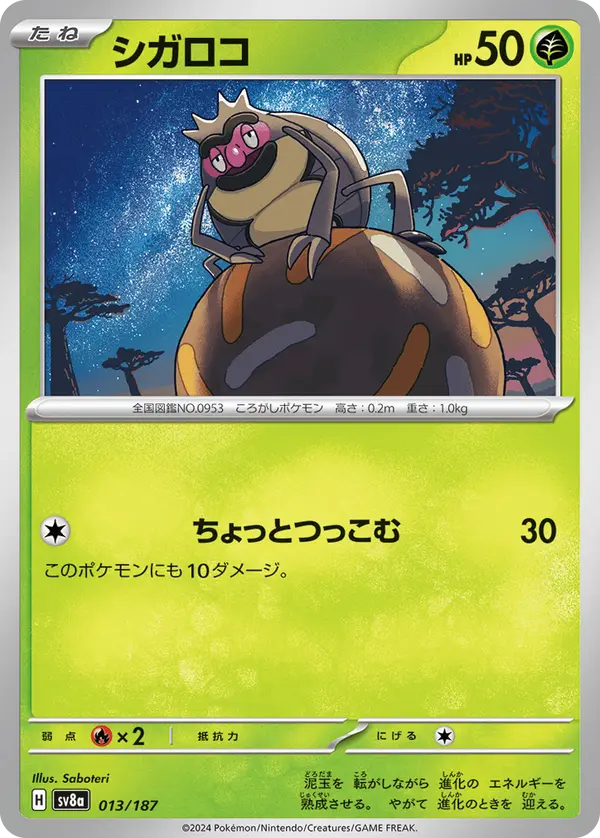 たね シガロコ HP50
全国図鑑NO.0953 ころがしポケモン 高さ:0.2m 重さ:1.0kg
ちょっとつっこむ 30
このポケモンにも10ダメージ。
弱点 ×2 抵抗力 にげる
Illus. Saboteri
泥玉を 転がしながら 進化の エネルギーを
熟成させる。 やがて 進化のときを 迎える。
H sv8a 013/187
©2024 Pokémon/Nintendo/Creatures/GAME FREAK.